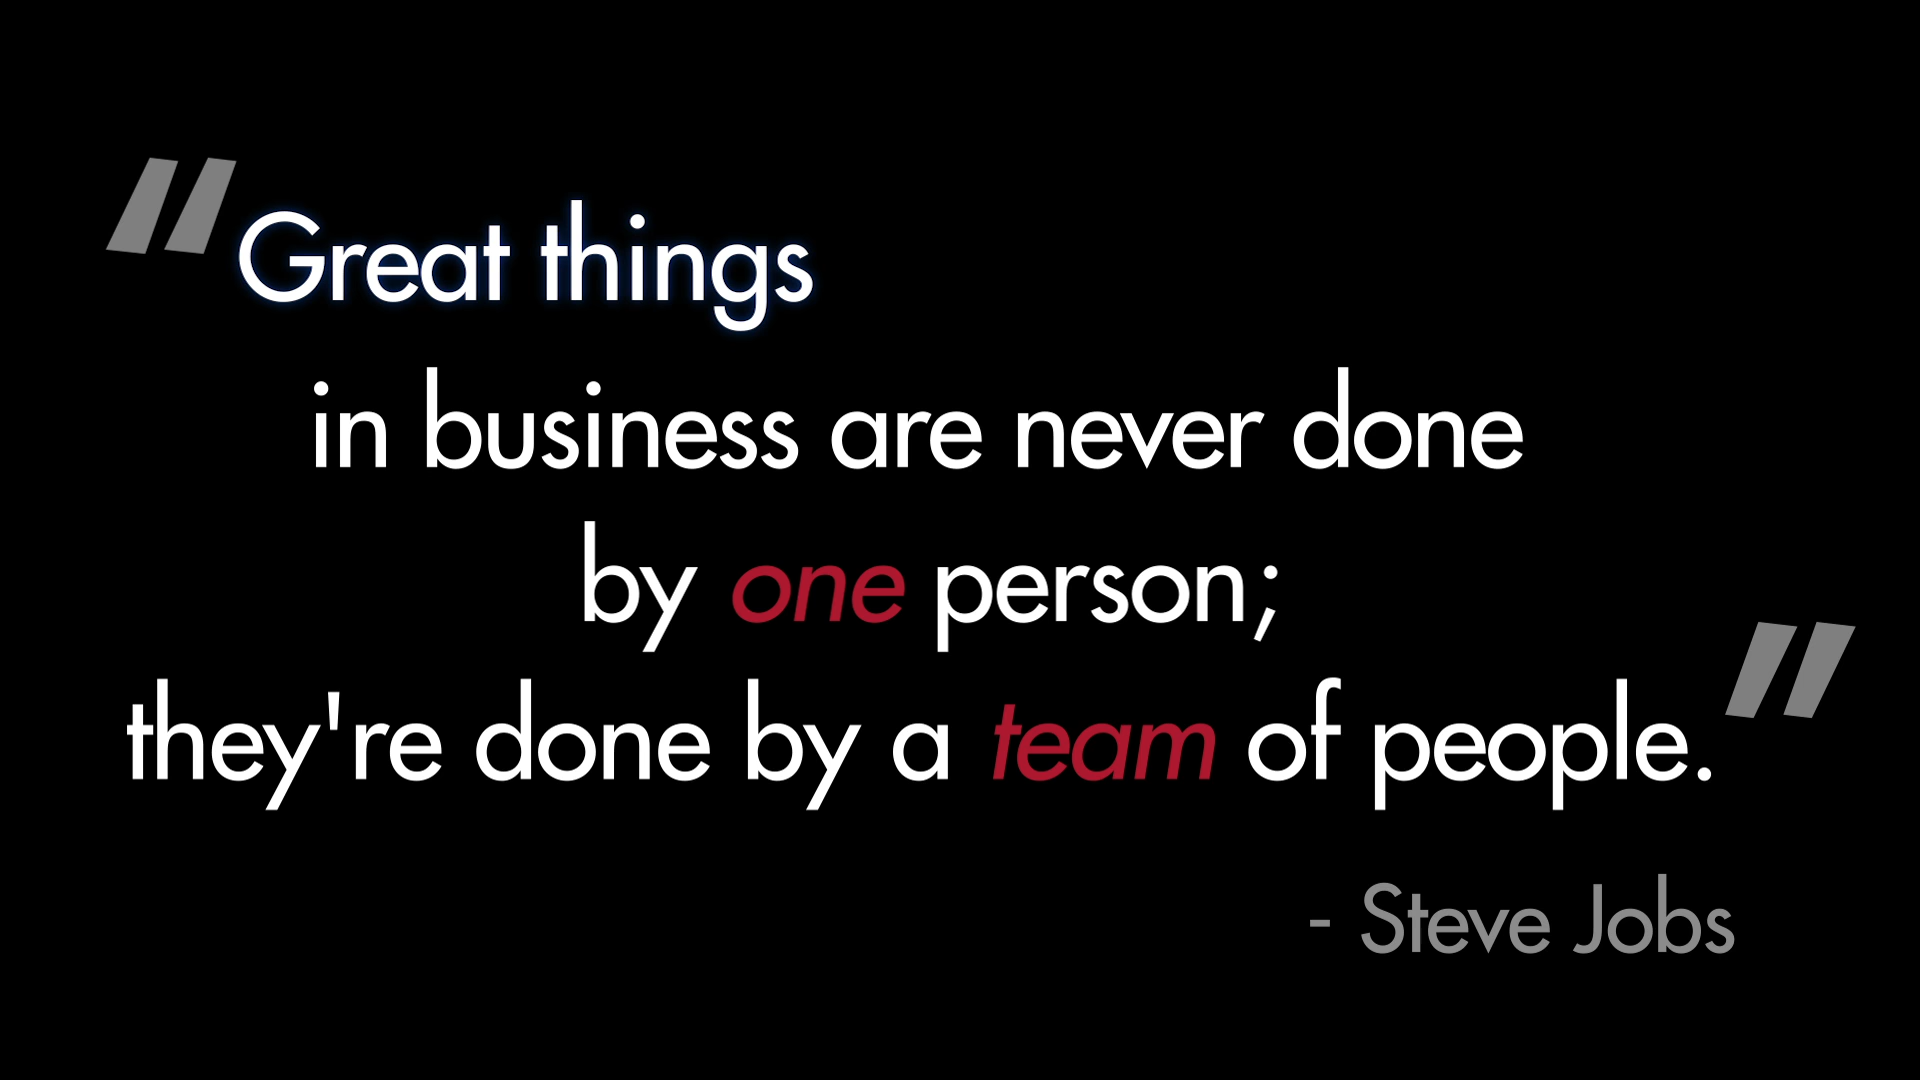 "Great things
in business are never done
by one person;
they're done by a team of people."
- Steve Jobs